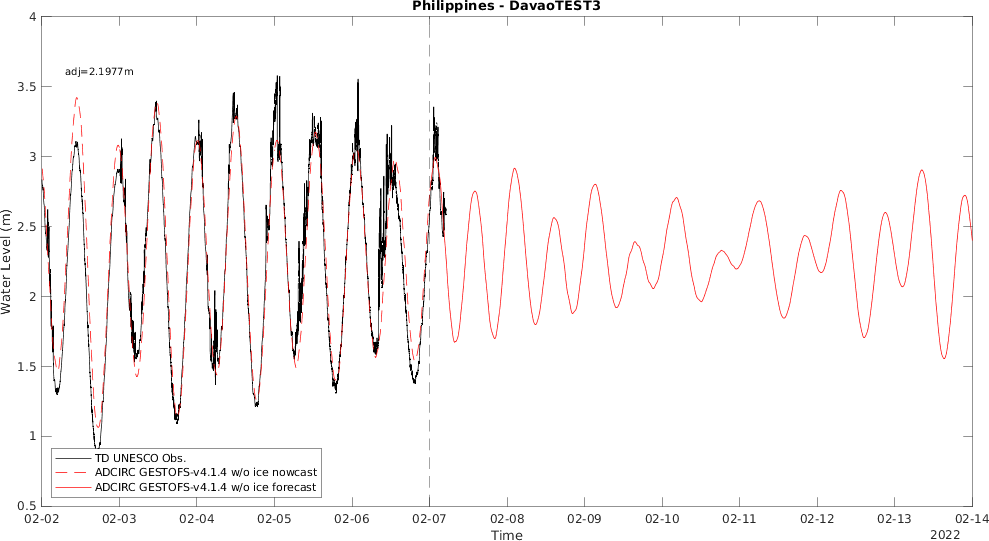 Philippines - DavaoTEST3
4
adj=2.1977m
3.5
3
2.5
Water Level (m)
2
1.5
1
TD UNESCO Obs.
ADCIRC GESTOFS-v4.1.4 w/o ice nowcast
ADCIRC GESTOFS-v4.1.4 w/o ice forecast
0.5
02-02 02-03 02-04 02-05 02-06 02-07 02-08 02-09 02-10 02-11 02-12 02-13 02-14
Time
2022